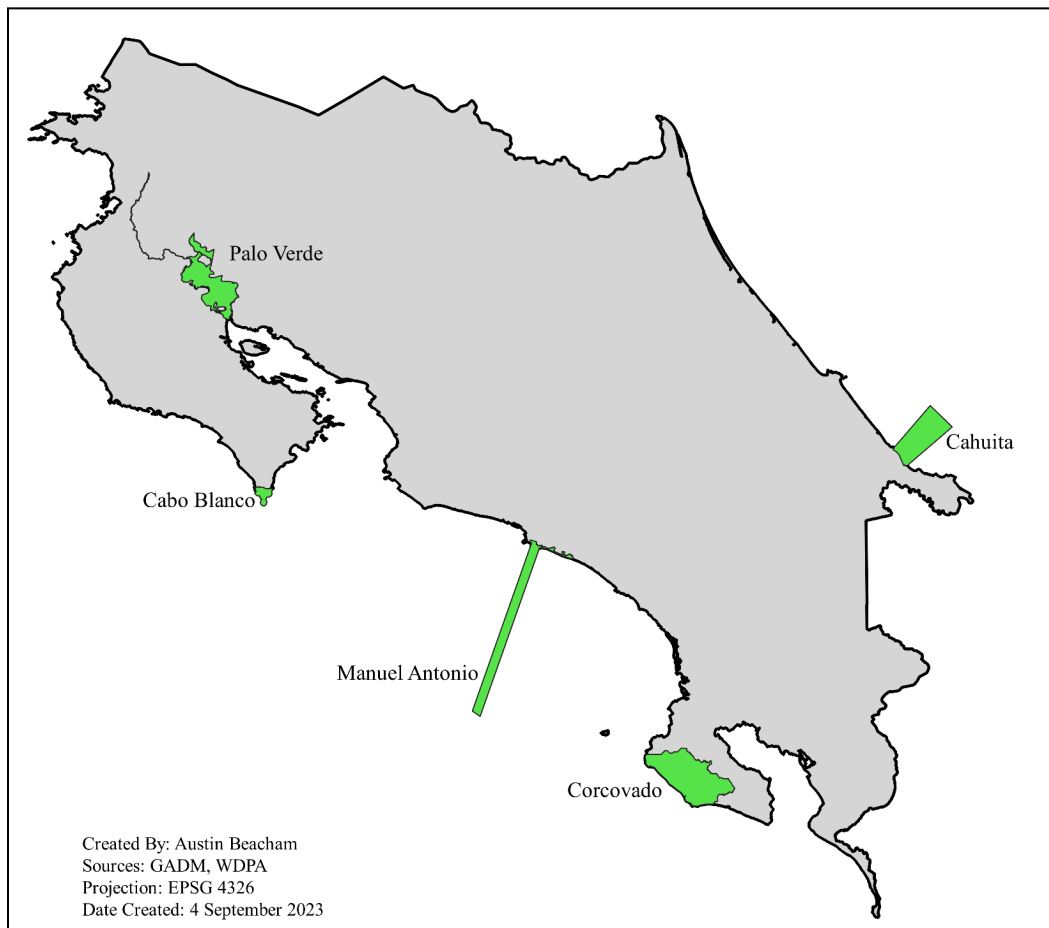 Palo Verde
Cahuita
Cabo Blanco
Manuel Antonio
Corcovado
Created By: Austin Beacham
Sources: GADM, WDPA
Projection: EPSG 4326
Date Created: 4 September 2023